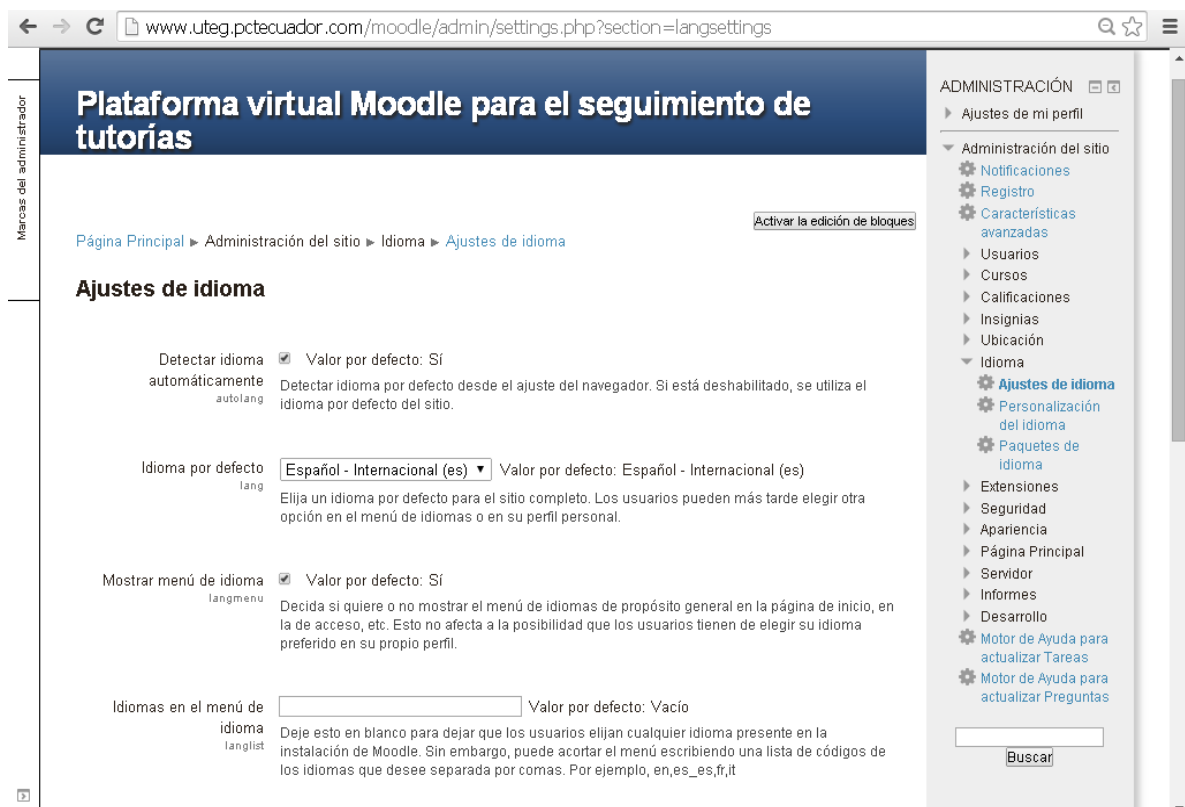 www.uteg.pctecuador.com/moodle/admin/settings.php?section=langsettings
Marcas del administrador
Plataforma virtual Moodle para el seguimiento de
tutorías
Activar la edición de bloques
Página Principal ► Administración del sitio ► Idioma ► Ajustes de idioma
Ajustes de idioma
Detectar idioma
automáticamente
autolang
Valor por defecto: Sí
Detectar idioma por defecto desde el ajuste del navegador. Si está deshabilitado, se utiliza el
idioma por defecto del sitio.
Idioma por defecto
lang
Español - Internacional (es) ▼ Valor por defecto: Español - Internacional (es)
Elija un idioma por defecto para el sitio completo. Los usuarios pueden más tarde elegir otra
opción en el menú de idiomas o en su perfil personal.
Mostrar menú de idioma
langmenu
Valor por defecto: Sí
Decida si quiere o no mostrar el menú de idiomas de propósito general en la página de inicio, en
la de acceso, etc. Esto no afecta a la posibilidad que los usuarios tienen de elegir su idioma
preferido en su propio perfil.
Idiomas en el menú de
idioma
langlist
Valor por defecto: Vacío
Deje esto en blanco para dejar que los usuarios elijan cualquier idioma presente en la
instalación de Moodle. Sin embargo, puede acortar el menú escribiendo una lista de códigos de
los idiomas que desee separada por comas. Por ejemplo, en,es_es,fr,it
ADMINISTRACIÓN
Ajustes de mi perfil
Administración del sitio
Notificaciones
Registro
Características
avanzadas
Usuarios
Cursos
Calificaciones
Insignias
Ubicación
Idioma
Ajustes de idioma
Personalización
del idioma
Paquetes de
idioma
Extensiones
Seguridad
Apariencia
Página Principal
Servidor
Informes
Desarrollo
Motor de Ayuda para
actualizar Tareas
Motor de Ayuda para
actualizar Preguntas
Buscar